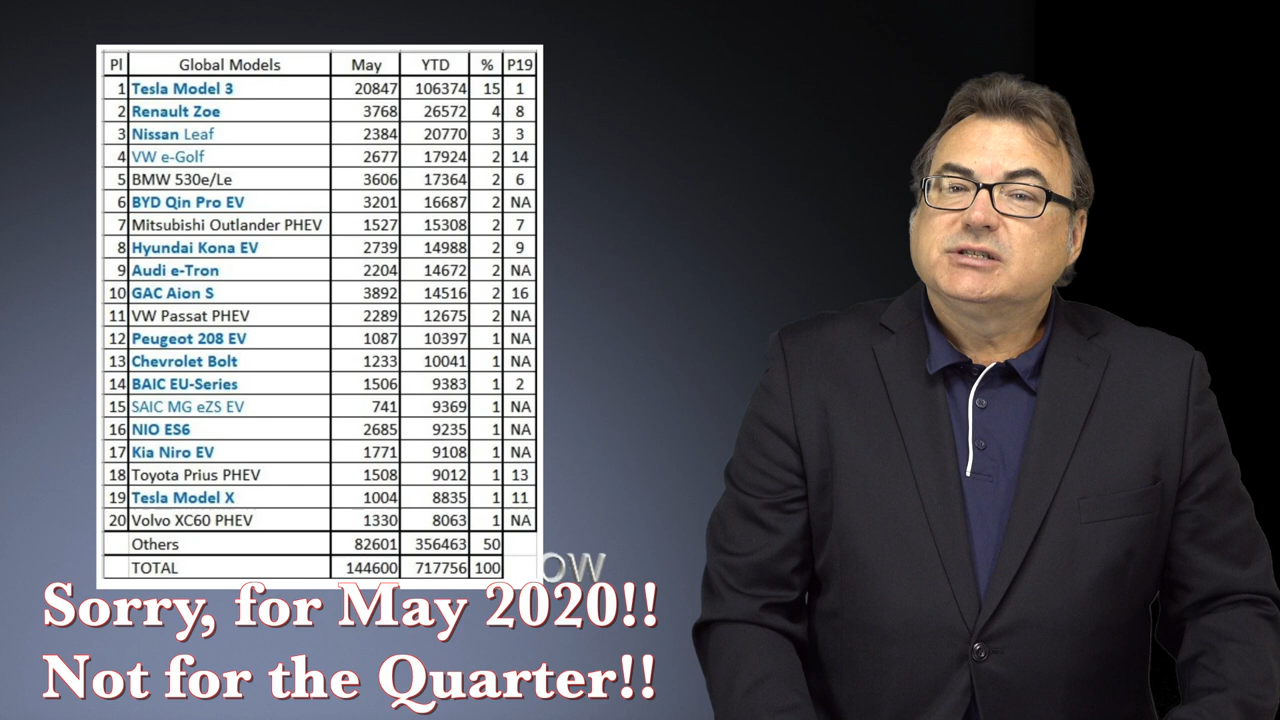 Pl Global Models May YTD % P19
1 Tesla Model 3 20847 106374 15 1
2 Renault Zoe 3768 26572 4 8
3 Nissan Leaf 2384 20770 3 3
4 VW e-Golf 2677 17924 2 14
5 BMW 530e/Le 3606 17364 2 6
6 BYD Qin Pro EV 3201 16687 2 NA
7 Mitsubishi Outlander PHEV 1527 15308 2 7
8 Hyundai Kona EV 2739 14988 2 9
9 Audi e-Tron 2204 14672 2 NA
10 GAC Aion S 3892 14516 2 16
11 VW Passat PHEV 2289 12675 2 NA
12 Peugeot 208 EV 1087 10397 1 NA
13 Chevrolet Bolt 1233 10041 1 NA
14 BAIC EU-Series 1506 9383 1 2
15 SAIC MG eZS EV 741 9369 1 NA
16 NIO ES6 2685 9235 1 NA
17 Kia Niro EV 1771 9108 1 NA
18 Toyota Prius PHEV 1508 9012 1 13
19 Tesla Model X 1004 8835 1 11
20 Volvo XC60 PHEV 1330 8063 1 NA
Others 82601 356463 50
TOTAL 144600 717756 100
Sorry, for May 2020!!
Not for the Quarter!!